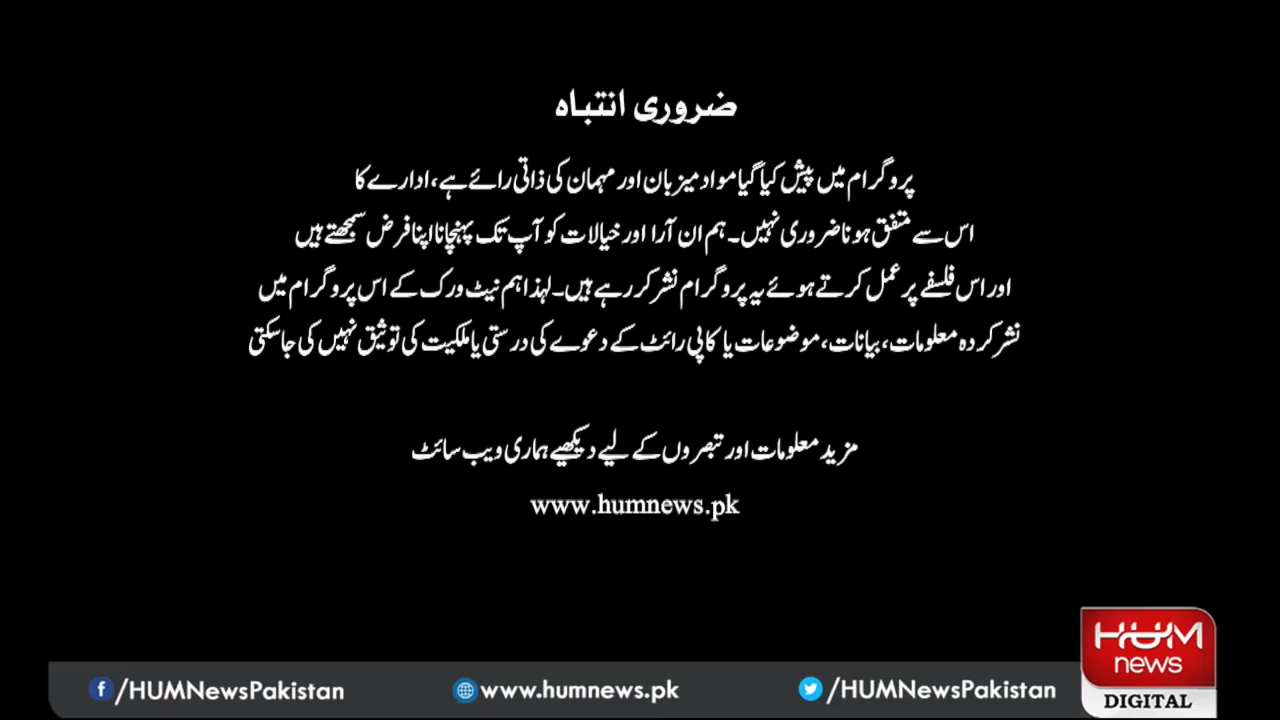 ضروری انتباہ
پروگرام میں پیش کیا گیا مواد میزبان اور مہمان کی ذاتی رائے ہے، ادارے کا
اس سے متفق ہونا ضروری نہیں۔ ہم ان آرا اور خیالات کو آپ تک پہنچانا اپنا فرض سمجھتے ہیں
اور اس فلسفے پر عمل کرتے ہوئے یہ پروگرام نشر کر رہے ہیں۔ لہذا ہم نیٹ ورک کے اس پروگرام میں
نشر کردہ معلومات، بیانات، موضوعات یا کاپی رائٹ کے دعوے کی درستی یا ملکیت کی توثیق نہیں کی جا سکتی
مزید معلومات اور تبصروں کے لیے دیکھیے ہماری ویب سائٹ
www.humnews.pk
/HUMNewsPakistan
www.humnews.pk
/HUMNewsPakistan
HUM
news
DIGITAL